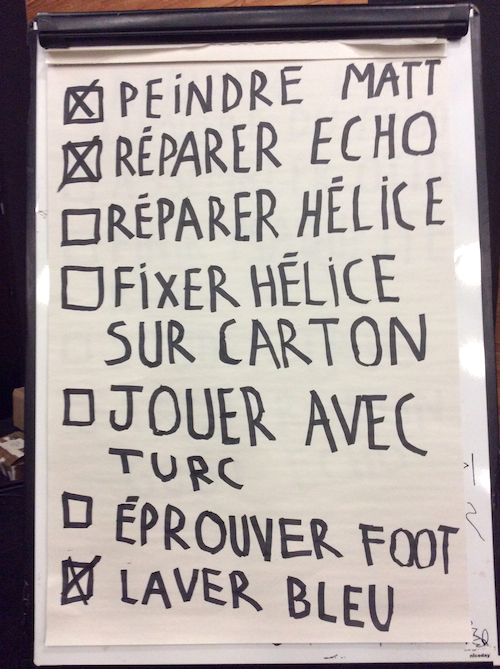 PEINDRE MATT
RÉPARER ECHO
RÉPARER HÉLICE
FIXER HÉLICE
SUR CARTON
JOUER AVEC
TURC
ÉPROUVER FOOT
LAVER BLEU